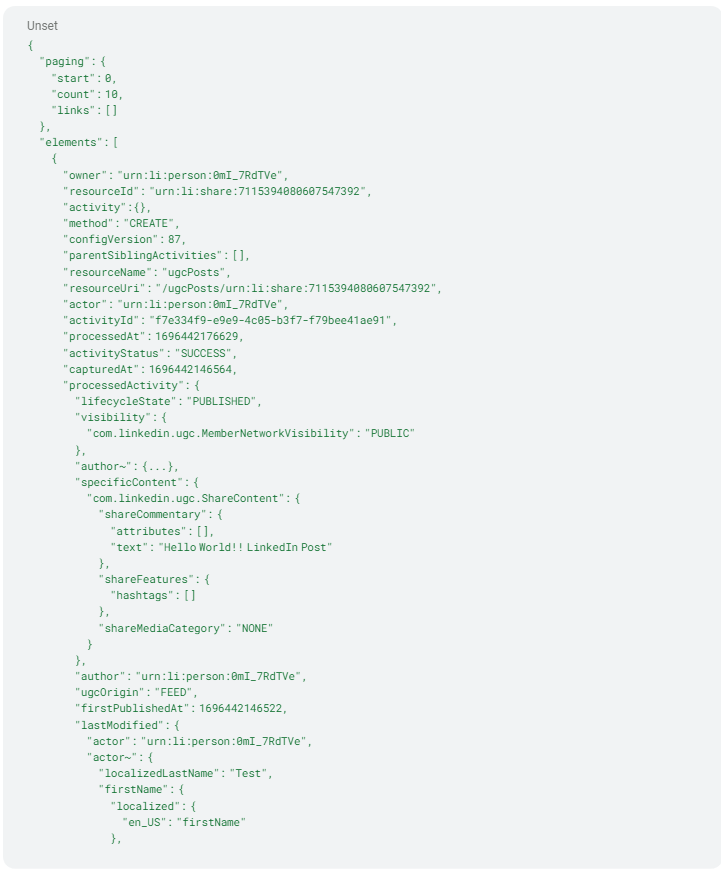 Unset
{
"paging": {
"start": 0,
"count": 10,
"links": []
},
"elements": [
{
"owner": "urn:li:person:0mI_7RdTVe",
"resourceId": "urn:li:share:7115394080607547392",
"activity":{},
"method": "CREATE",
"configVersion": 87,
"parentSiblingActivities": [],
"resourceName": "ugcPosts",
"resourceUri": "/ugcPosts/urn:li:share:7115394080607547392",
"actor": "urn:li:person:0mI_7RdTVe",
"activityId": "f7e334f9-e9e9-4c05-b3f7-f79bee41ae91",
"processedAt": 1696442176629,
"activityStatus": "SUCCESS",
"capturedAt": 1696442146564,
"processedActivity": {
"lifecycleState": "PUBLISHED",
"visibility": {
"com.linkedin.ugc.MemberNetworkVisibility": "PUBLIC"
},
"author~": {...},
"specificContent": {
"com.linkedin.ugc.ShareContent": {
"shareCommentary": {
"attributes": [],
"text": "Hello World!! LinkedIn Post"
},
"shareFeatures": {
"hashtags": []
},
"shareMediaCategory": "NONE"
}
},
"author": "urn:li:person:0mI_7RdTVe",
"ugcOrigin": "FEED",
"firstPublishedAt": 1696442146522,
"lastModified": {
"actor": "urn:li:person:0mI_7RdTVe",
"actor~": {
"localizedLastName": "Test",
"firstName": {
"localized": {
"en_US": "firstName"
},